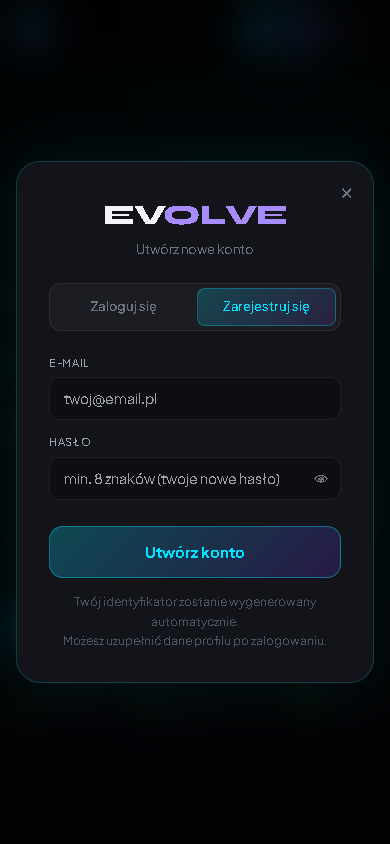 EVOLVE
Utwórz nowe konto
Zaloguj się
Zarejestruj się
E-MAIL
twoj@email.pl
HASŁO
min. 8 znaków (twoje nowe hasło)
Utwórz konto
Twój identyfikator zostanie wygenerowany
automatycznie.
Możesz uzupełnić dane profilu po zalogowaniu.